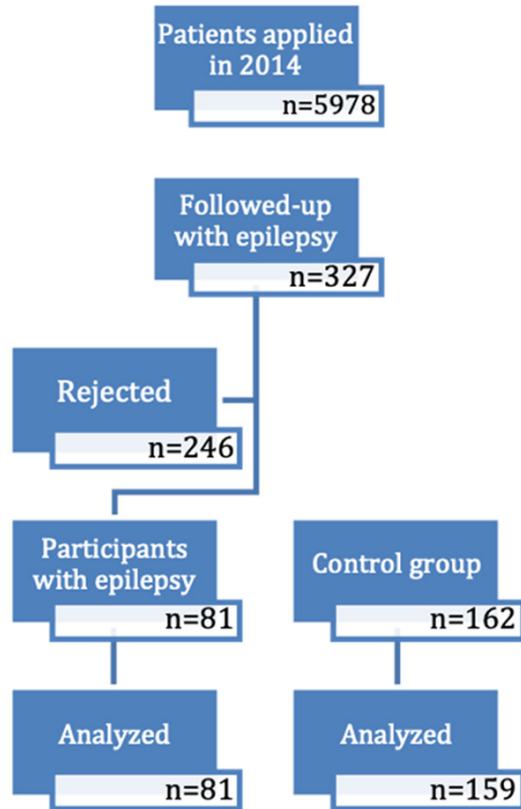 Patients applied
in 2014
n=5978
Followed-up
with epilepsy
n=327
Rejected
n=246
Participants
with epilepsy
n=81
Control group
n=162
Analyzed
n=81
Analyzed
n=159